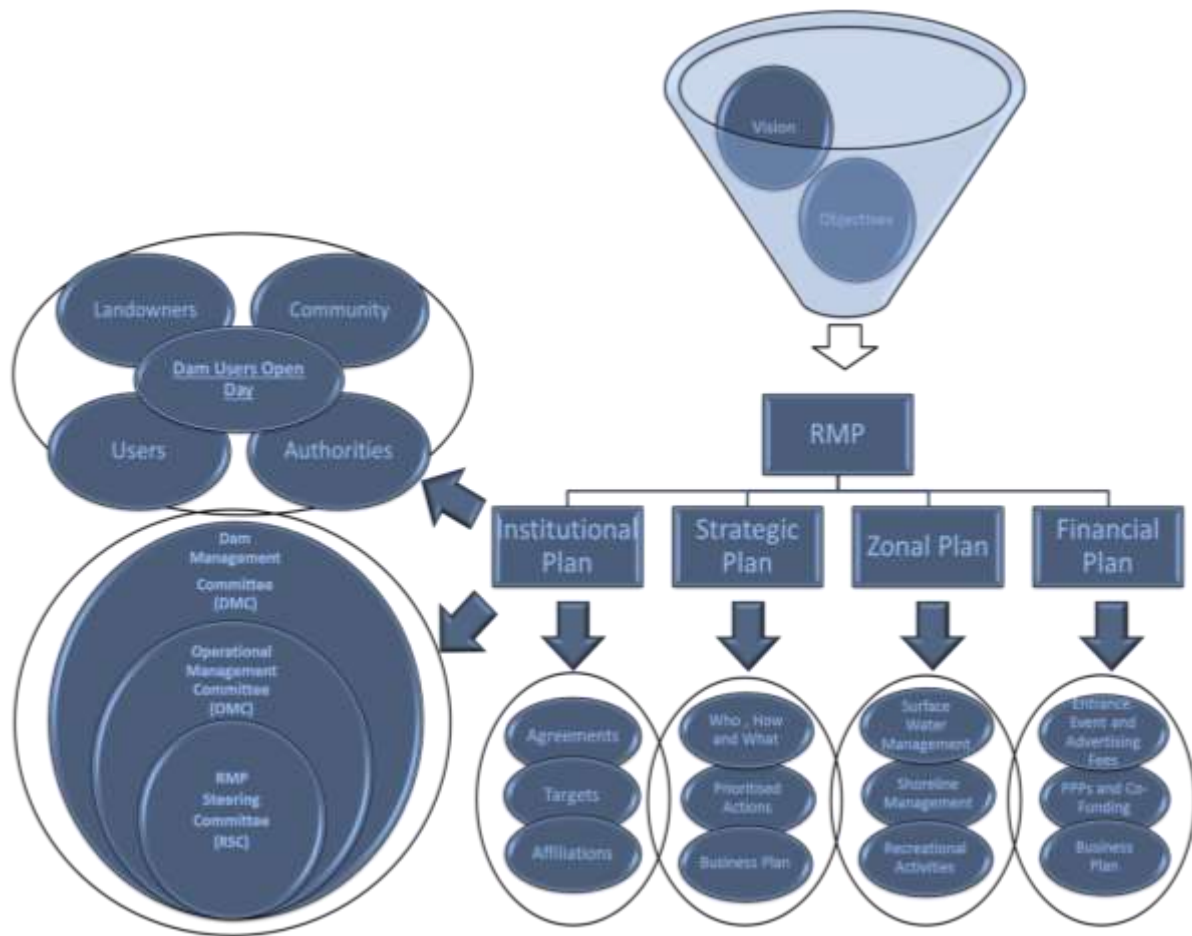 Vision
Objectives
Landowners
Community
Dam Users Open
Day
Users
Authorities
RMP
Institutional
Plan
Strategic
Plan
Zonal Plan
Financial
Plan
Dam
Management
Committee
(DMC)
Operational
Management
Committee
(OMC)
RMP
Steering
Committee
(RSC)
Agreements
Targets
Affiliations
Who , How
and What
Prioritised
Actions
Business Plan
Surface
Water
Management
Shoreline
Management
Recreational
Activities
Entrance
Event and
Advertising
Fees
PPPs and Co-
Funding
Business
Plan